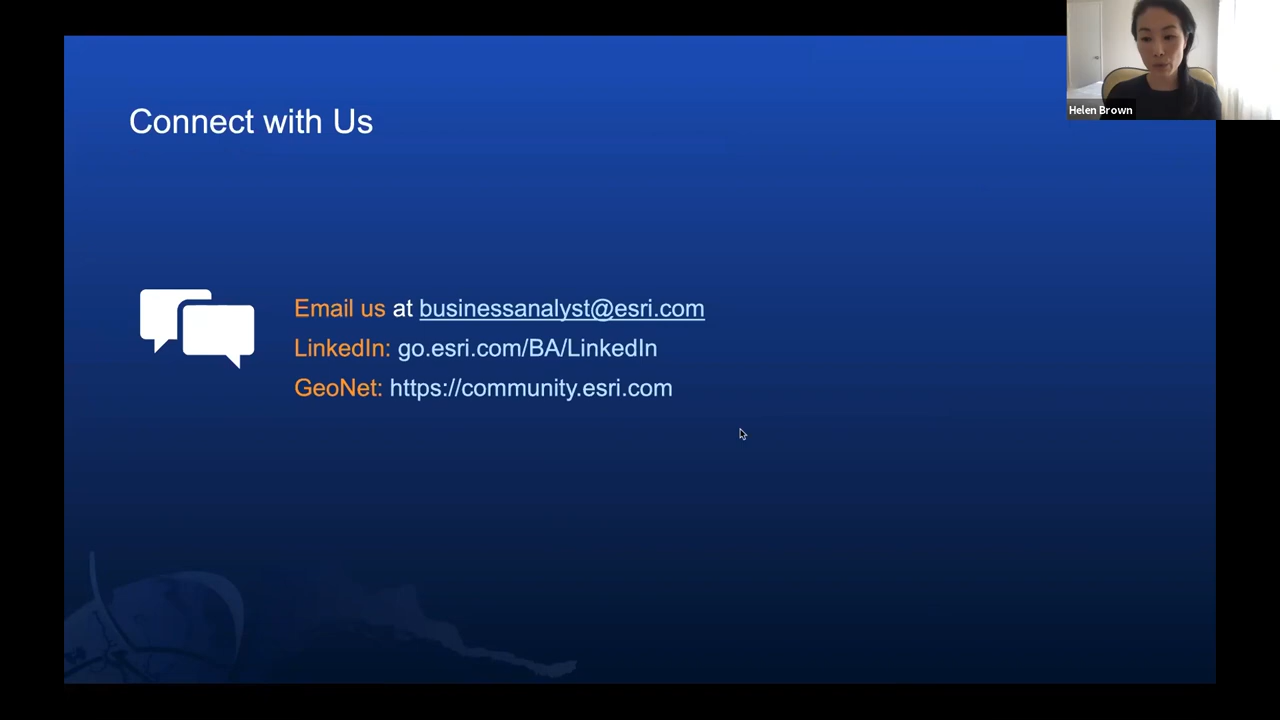 Helen Brown
Connect with Us
Email us at businessanalyst@esri.com
LinkedIn: go.esri.com/BA/LinkedIn
GeoNet: https://community.esri.com